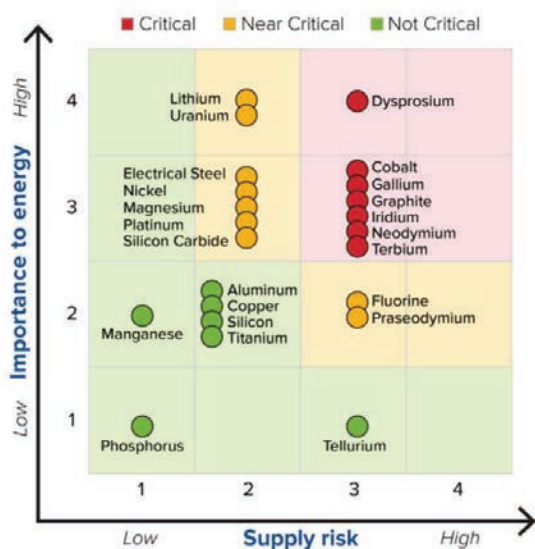 Critical Near Critical Not Critical
High
Importance to energy
Low
4
3
2
1
Lithium
Uranium
Dysprosium
Electrical Steel
Nickel
Magnesium
Platinum
Silicon Carbide
Cobalt
Gallium
Graphite
Iridium
Neodymium
Terbium
Manganese
Aluminum
Copper
Silicon
Titanium
Fluorine
Praseodymium
Phosphorus
Tellurium
1 2 3 4
Low Supply risk High